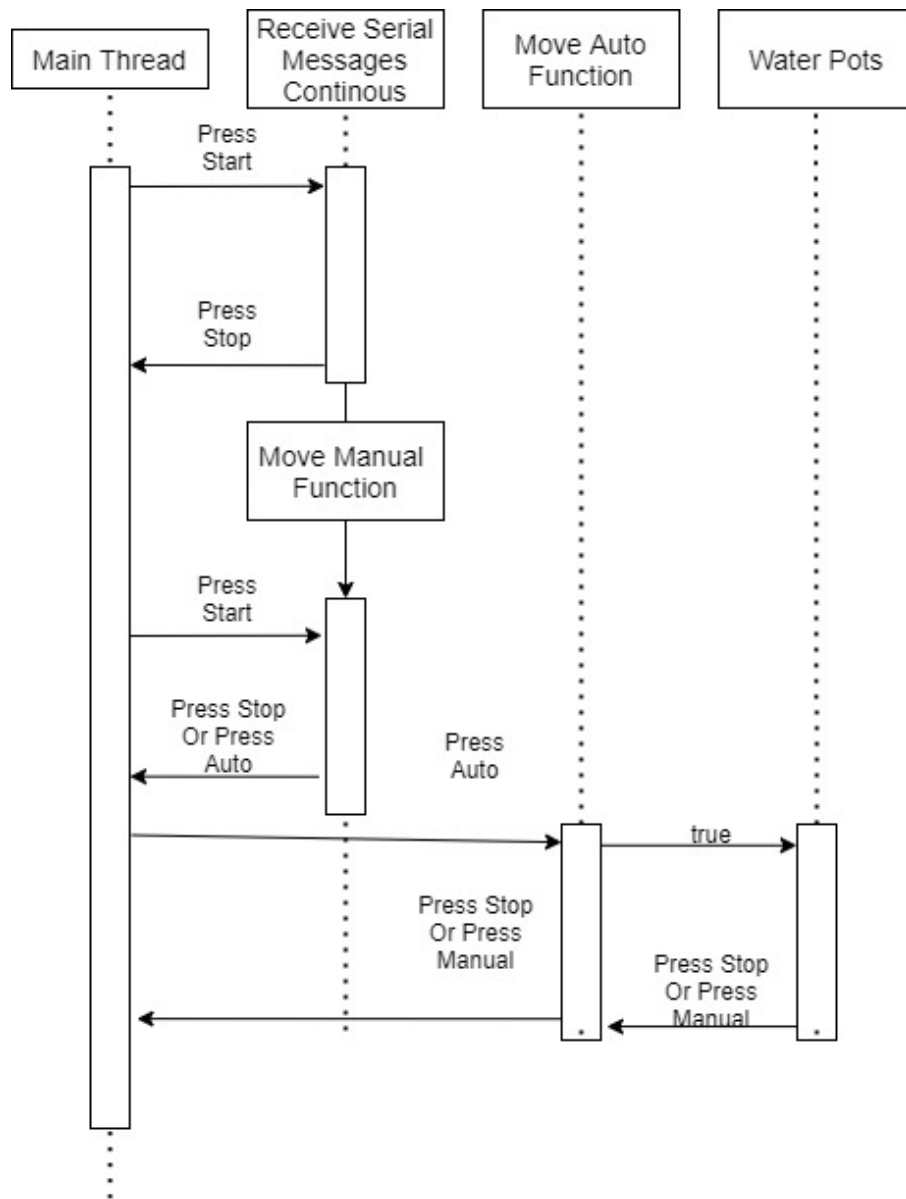 Main Thread
Receive Serial
Messages
Continous
Move Auto
Function
Water Pots
Press
Start
Press
Stop
Move Manual
Function
Press
Start
Press Stop
Or Press
Auto
Press
Auto
true
Press Stop
Or Press
Manual
Press Stop
Or Press
Manual